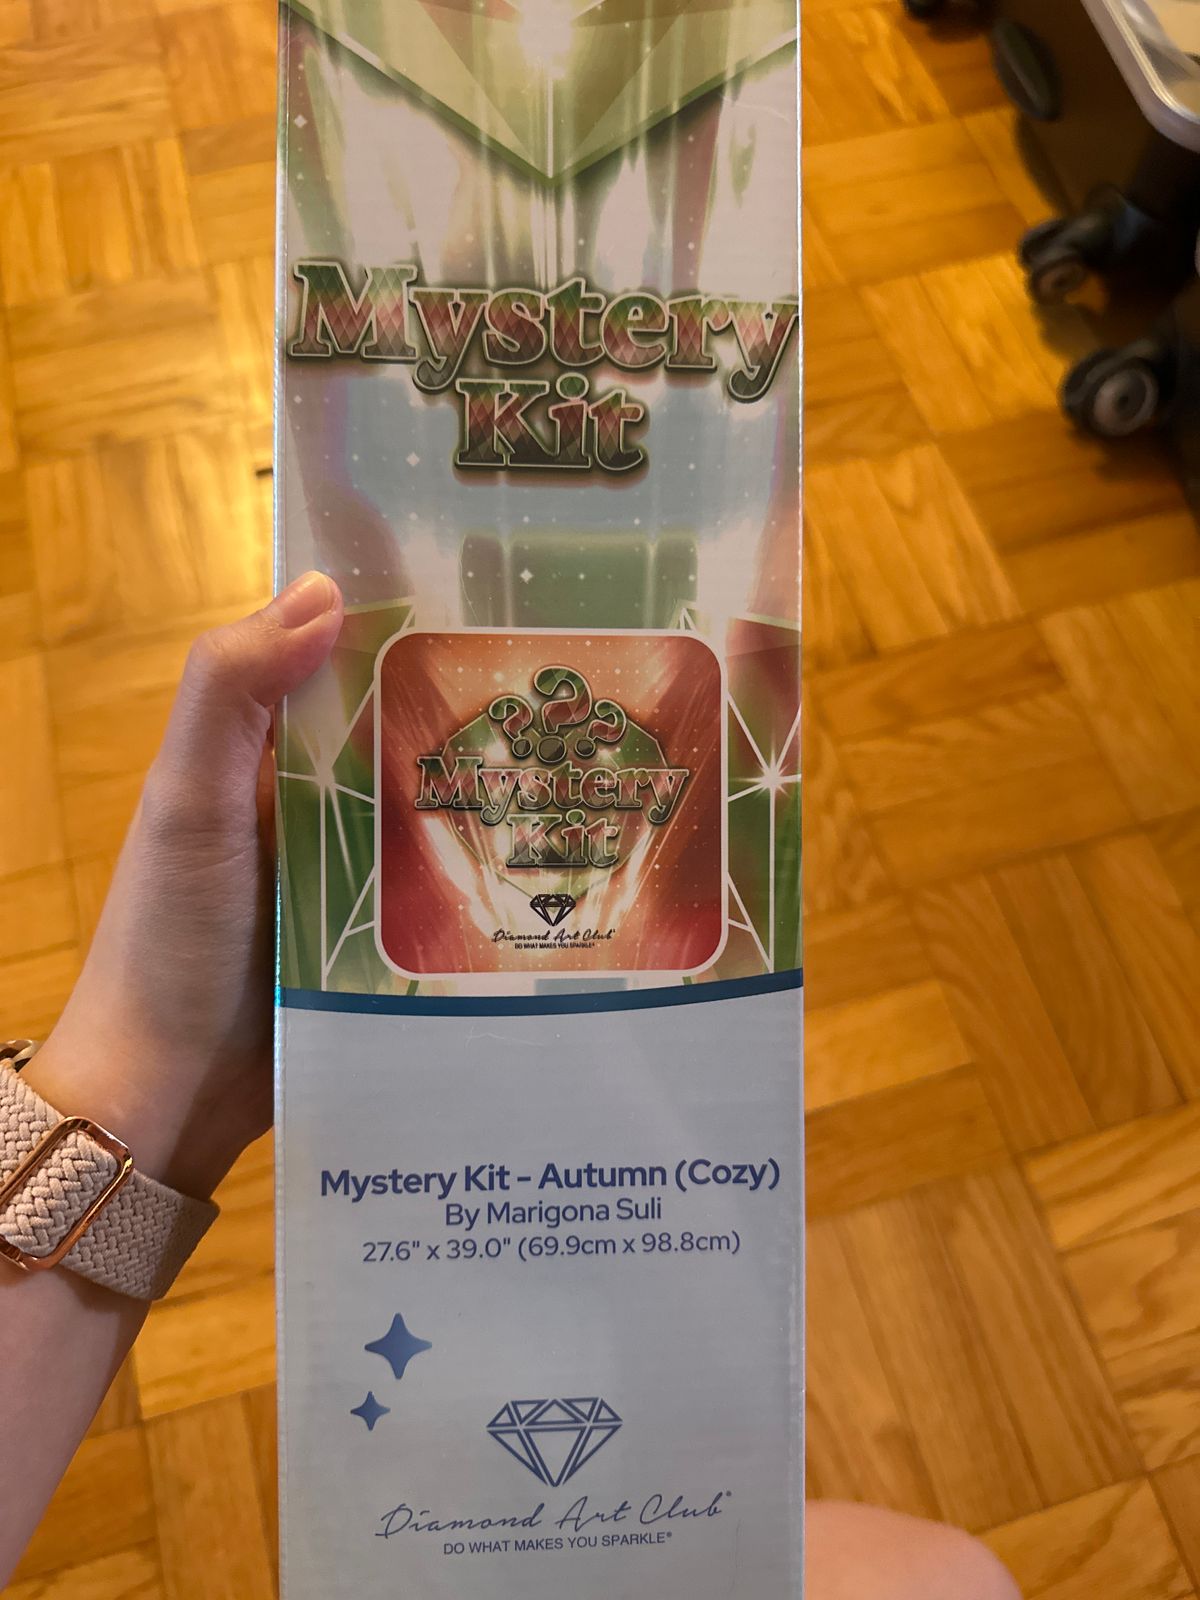 Mystery
Kit
???
Mystery
Kit
Diamond Art Club®
DO WHAT MAKES YOU SPARKLE®
Mystery Kit - Autumn (Cozy)
By Marigona Suli
27.6" x 39.0" (69.9cm x 98.8cm)
Diamond Art Club®
DO WHAT MAKES YOU SPARKLE®